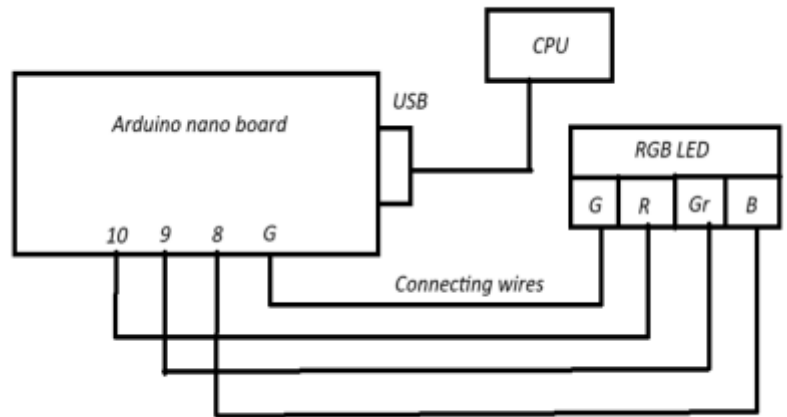 CPU
USB
Arduino nano board
RGB LED
G R Gr B
10 9 8 G
Connecting wires